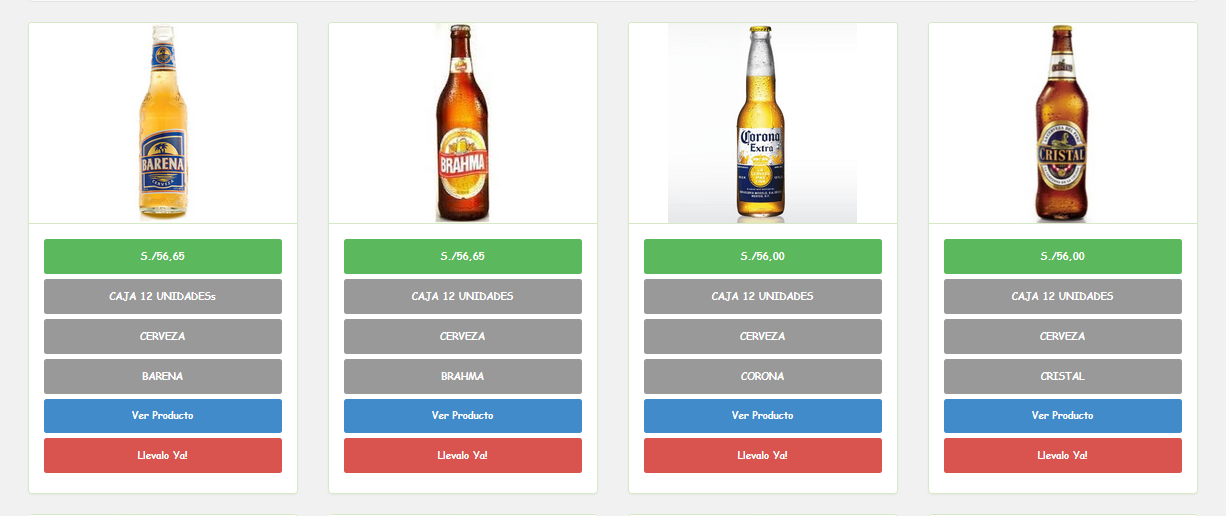 BARENA
CERVEZA
BRAHMA
Corona
Extra
CRISTAL
S./56,65
CAJA 12 UNIDADESs
CERVEZA
BARENA
Ver Producto
Llevalo Ya!
S./56,65
CAJA 12 UNIDADES
CERVEZA
BRAHMA
Ver Producto
Llevalo Ya!
S./56,00
CAJA 12 UNIDADES
CERVEZA
CORONA
Ver Producto
Llevalo Ya!
S./56,00
CAJA 12 UNIDADES
CERVEZA
CRISTAL
Ver Producto
Llevalo Ya!